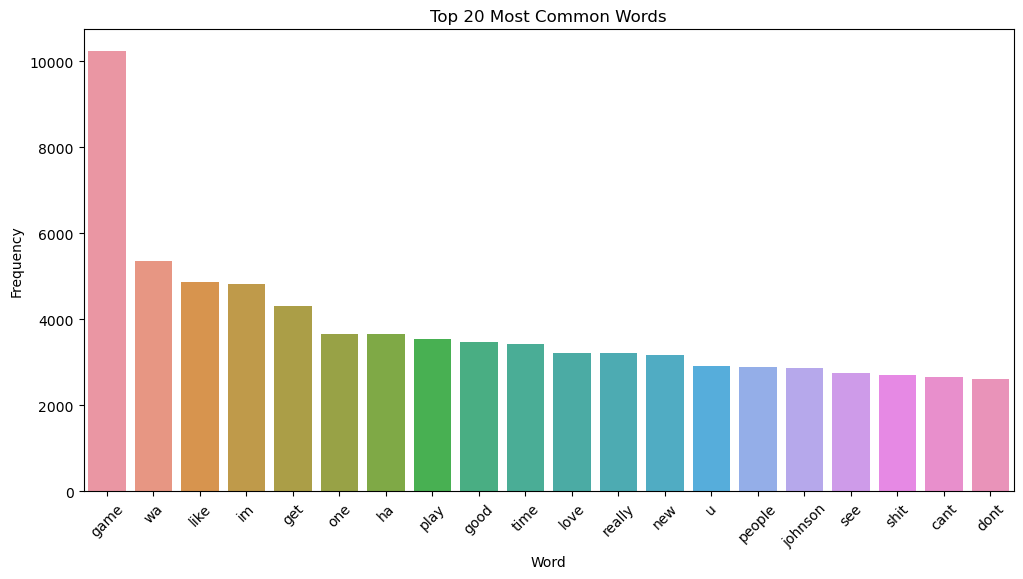 Top 20 Most Common Words
Frequency
10000
8000
6000
4000
2000
0
game wa like im get one ha play good time love really new u people johnson see shit cant dont
Word